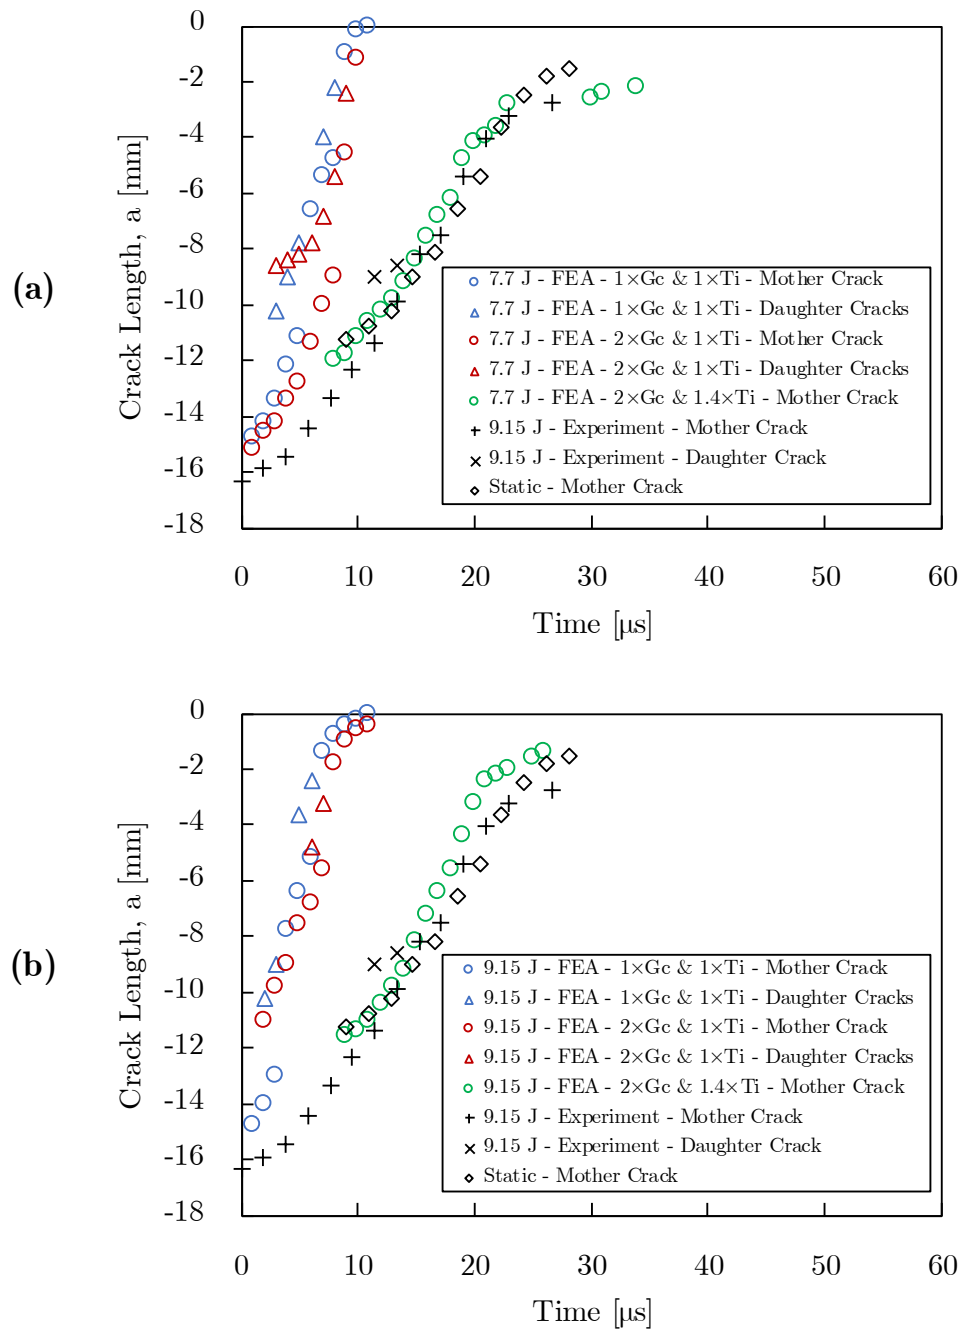 0
-2
-4
-6
-8
-10
-12
-14
-16
-18
Crack Length, a [mm]
(a)
7.7 J - FEA - 1×Gc & 1×Ti - Mother Crack
7.7 J - FEA - 1×Gc & 1×Ti - Daughter Cracks
7.7 J - FEA - 2×Gc & 1×Ti - Mother Crack
7.7 J - FEA - 2×Gc & 1×Ti - Daughter Cracks
7.7 J - FEA - 2×Gc & 1.4×Ti - Mother Crack
9.15 J - Experiment - Mother Crack
9.15 J - Experiment - Daughter Crack
Static - Mother Crack
0 10 20 30 40 50 60
Time [µs]
0
-2
-4
-6
-8
-10
-12
-14
-16
-18
Crack Length, a [mm]
(b)
9.15 J - FEA - 1×Gc & 1×Ti - Mother Crack
9.15 J - FEA - 1×Gc & 1×Ti - Daughter Cracks
9.15 J - FEA - 2×Gc & 1×Ti - Mother Crack
9.15 J - FEA - 2×Gc & 1×Ti - Daughter Cracks
9.15 J - FEA - 2×Gc & 1.4×Ti - Mother Crack
9.15 J - Experiment - Mother Crack
9.15 J - Experiment - Daughter Crack
Static - Mother Crack
0 10 20 30 40 50 60
Time [µs]